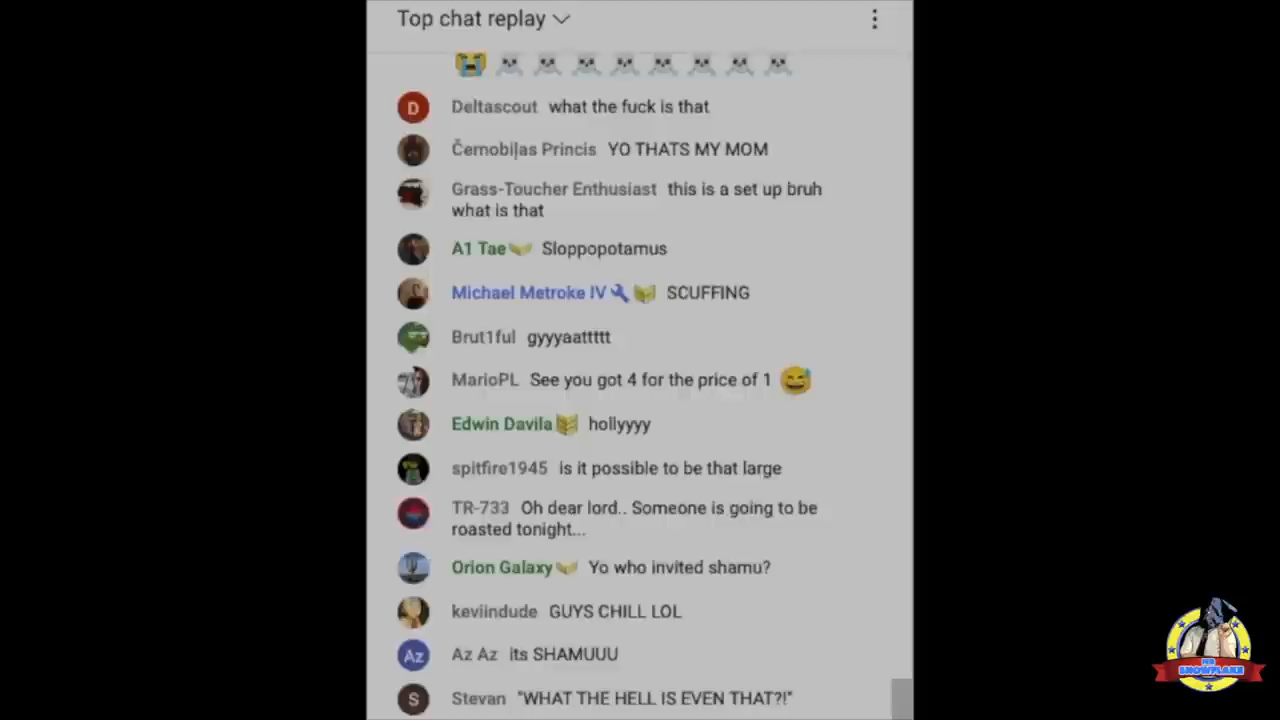 Top chat replay
😭 ☠ ☠ ☠ ☠ ☠ ☠ ☠ ☠
D Deltascout what the fuck is that
Černobiļas Princis YO THATS MY MOM
Grass-Toucher Enthusiast this is a set up bruh
what is that
A1 Tae Sloppopotamus
Michael Metroke IV SCUFFING
Brut1ful gyyyaattttt
MarioPL See you got 4 for the price of 1 😅
Edwin Davila hollyyyy
spitfire1945 is it possible to be that large
TR-733 Oh dear lord.. Someone is going to be
roasted tonight...
Orion Galaxy Yo who invited shamu?
keviindude GUYS CHILL LOL
Az Az Az its SHAMUUU
S Stevan "WHAT THE HELL IS EVEN THAT?!"
MR
SNOWFLAKE